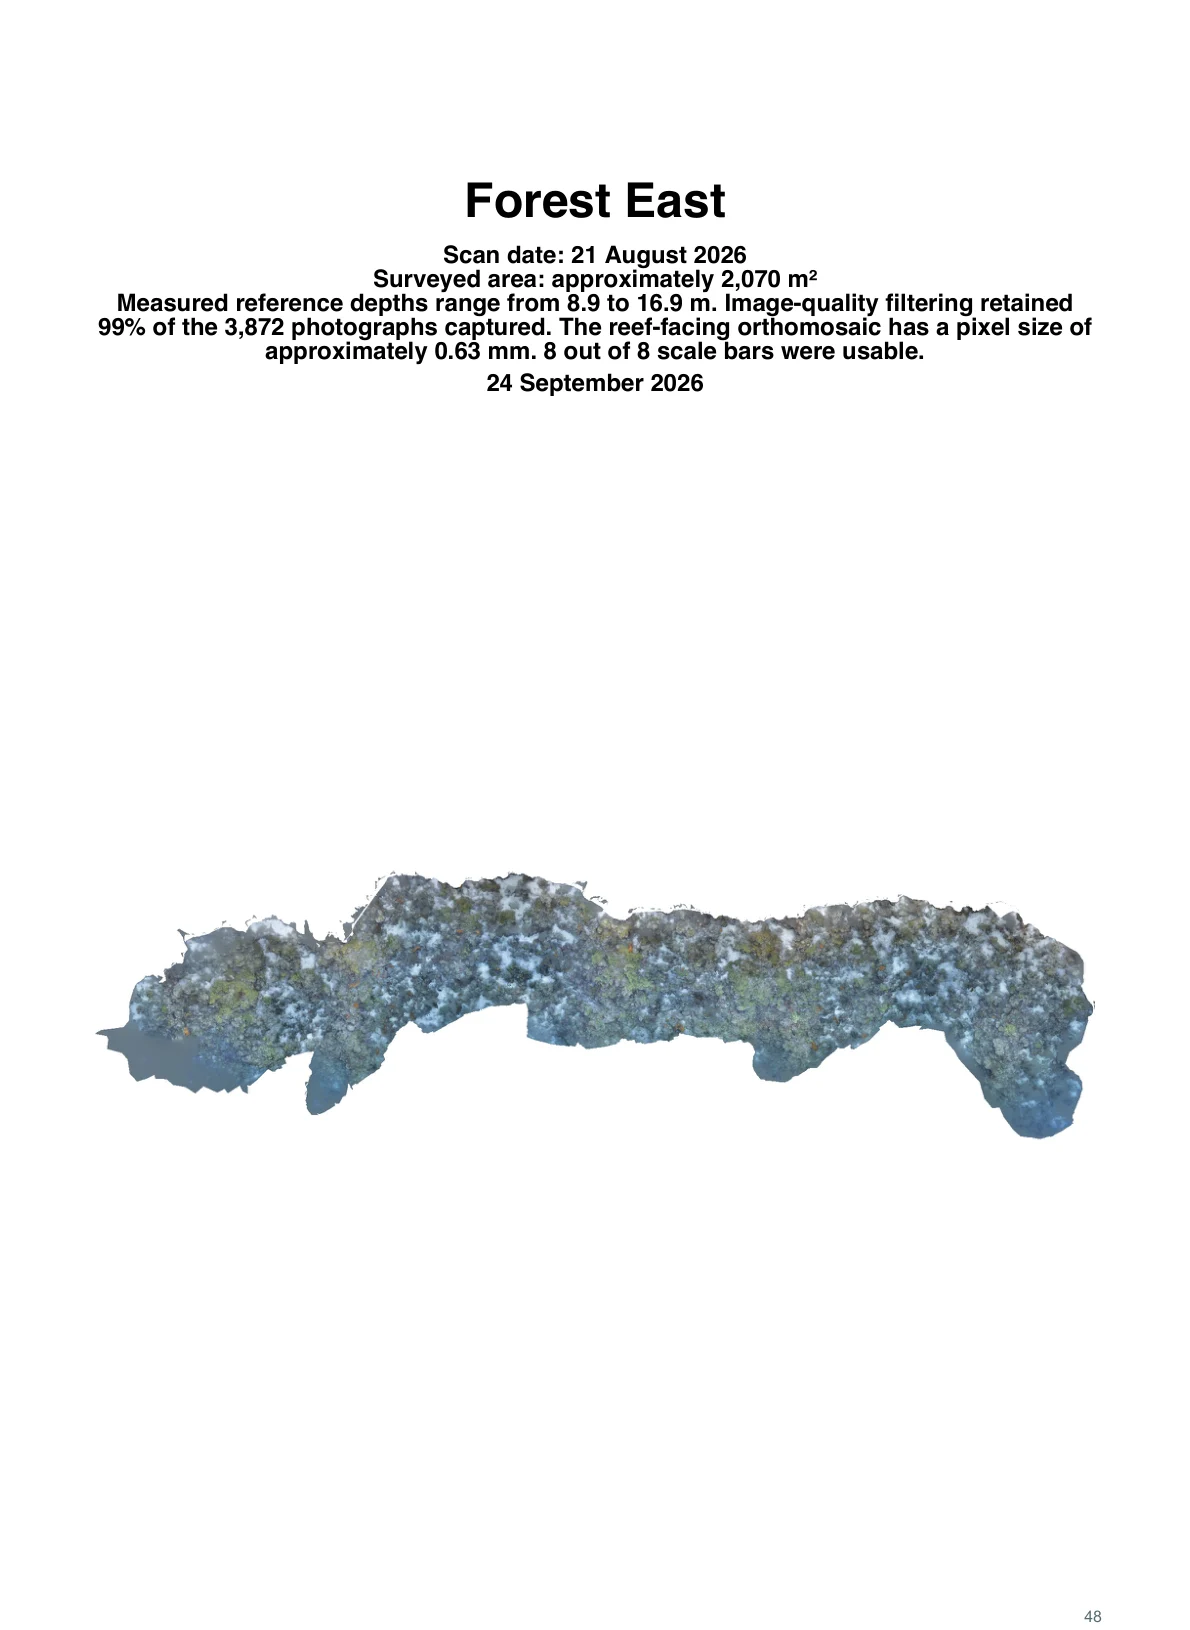 Forest East
Scan date: 21 August 2026
Surveyed area: approximately 2,070 m²
Measured reference depths range from 8.9 to 16.9 m. Image-quality filtering retained
99% of the 3,872 photographs captured. The reef-facing orthomosaic has a pixel size of
approximately 0.63 mm. 8 out of 8 scale bars were usable.
24 September 2026
48